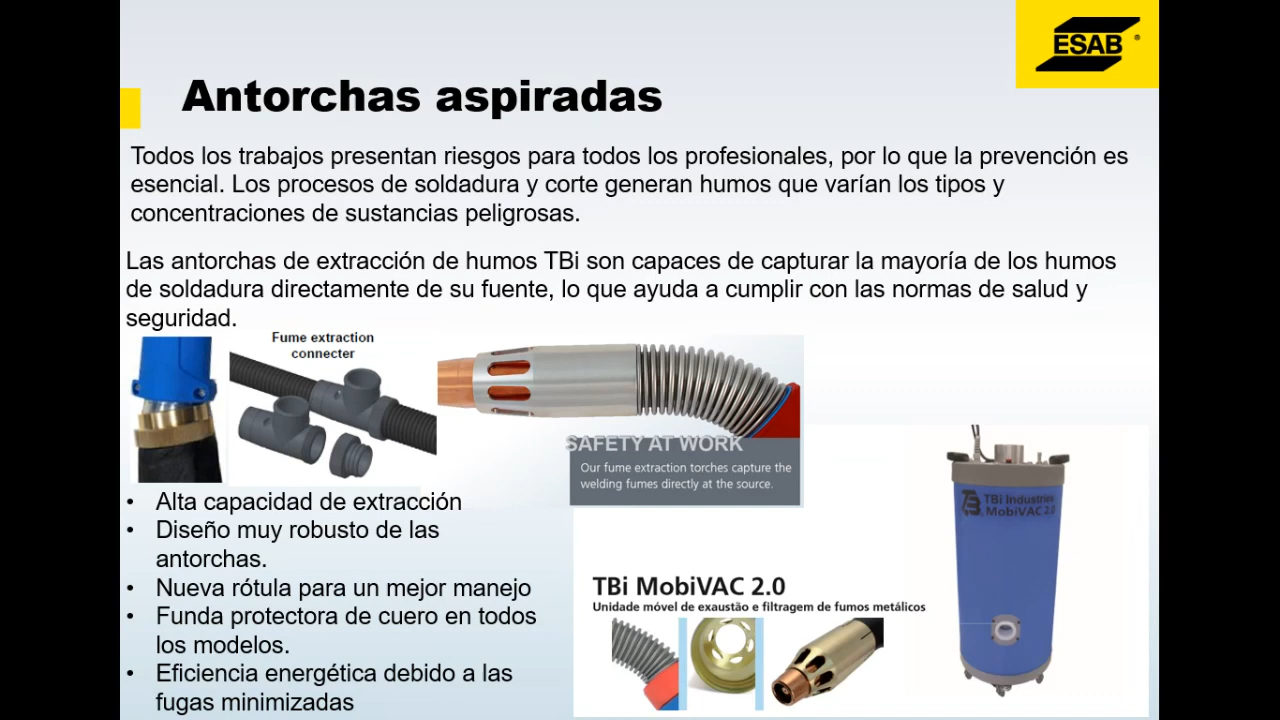 ESAB
Antorchas aspiradas
Todos los trabajos presentan riesgos para todos los profesionales, por lo que la prevención es
esencial. Los procesos de soldadura y corte generan humos que varían los tipos y
concentraciones de sustancias peligrosas.
Las antorchas de extracción de humos TBi son capaces de capturar la mayoría de los humos
de soldadura directamente de su fuente, lo que ayuda a cumplir con las normas de salud y
seguridad.
Fume extraction
connecter
SAFETY AT WORK
Our fume extraction torches capture the
welding fumes directly at the source.
• Alta capacidad de extracción
• Diseño muy robusto de las
antorchas.
• Nueva rótula para un mejor manejo
• Funda protectora de cuero en todos
los modelos.
• Eficiencia energética debido a las
fugas minimizadas
TBi Industries
MobiVAC 2.0
TBi MobiVAC 2.0
Unidade móvel de exaustão e filtragem de fumos metálicos